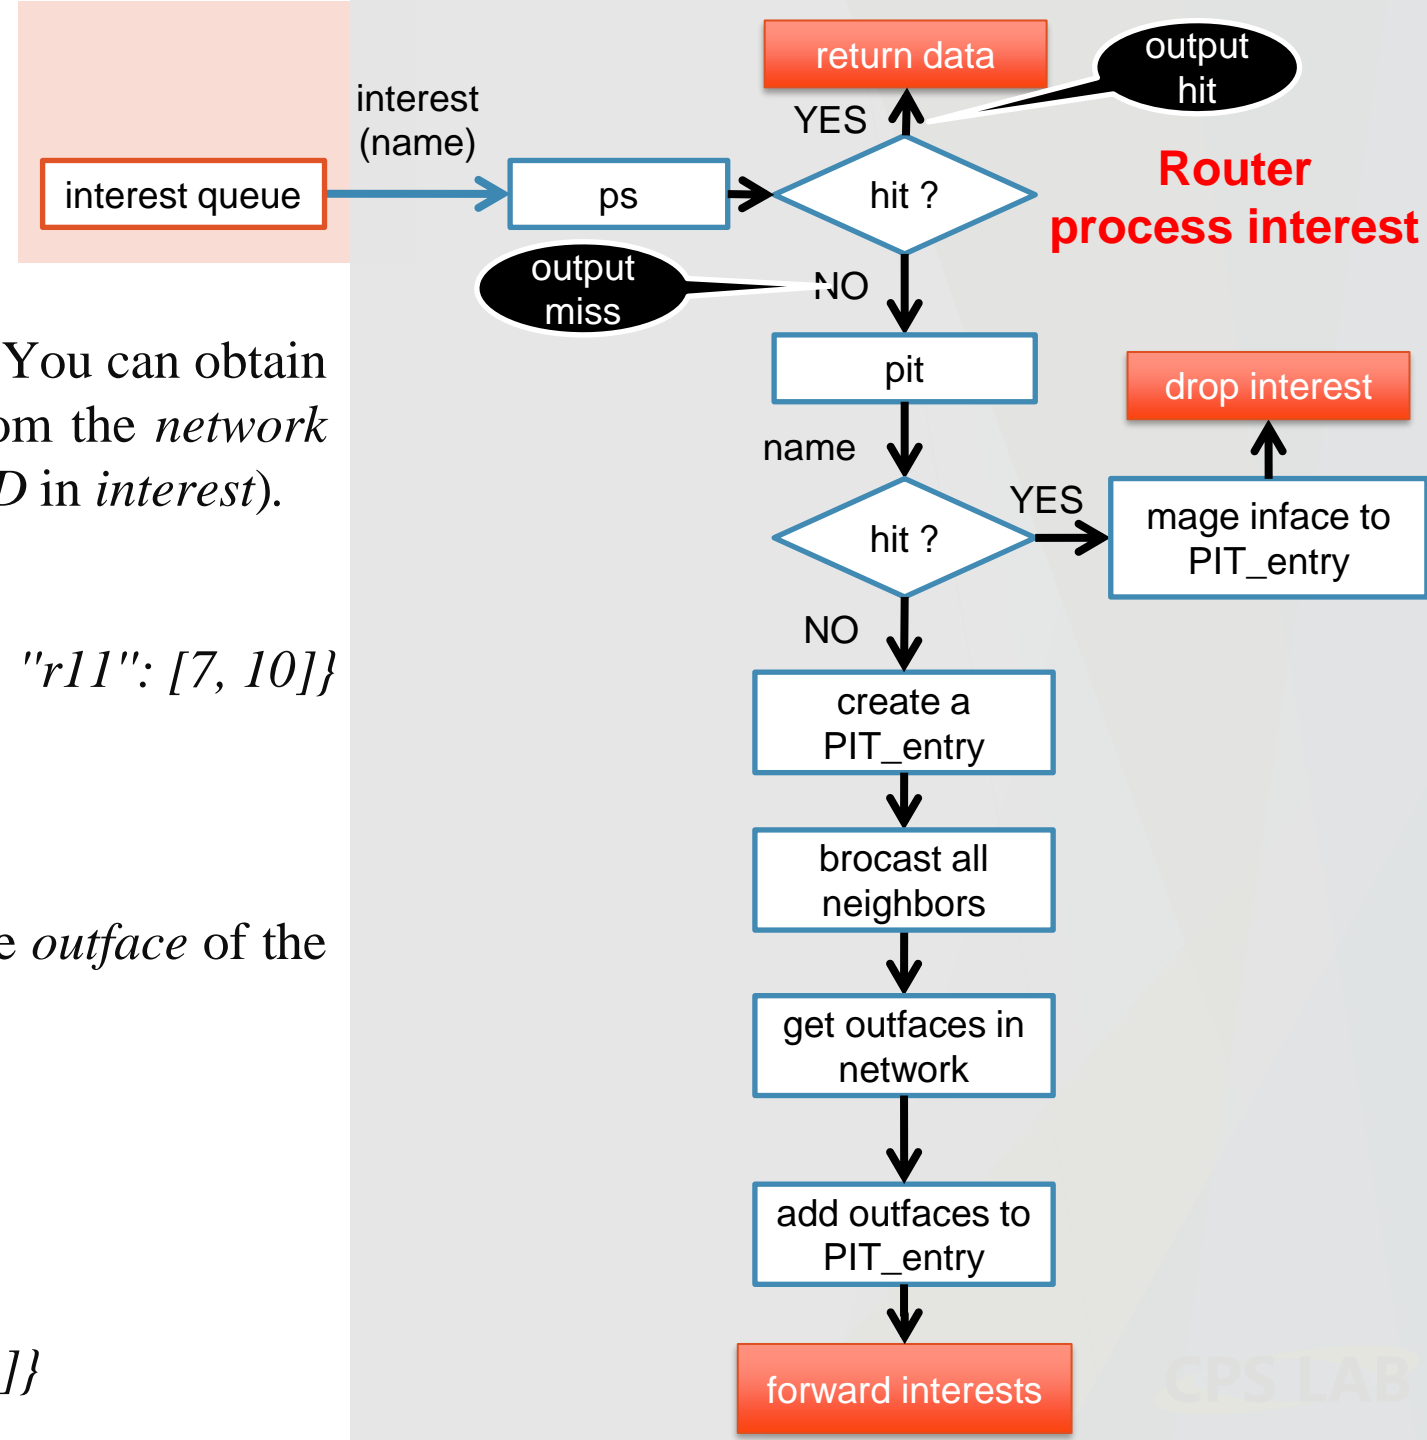 return data
output
hit
interest
(name)
YES
interest queue
ps
hit ?
Router
process interest
output
miss
NO
You can obtain
om the network
D in interest).
pit
drop interest
name
hit ?
YES
mage inface to
PIT_entry
NO
"r11": [7, 10]}
create a
PIT_entry
brocast all
neighbors
e outface of the
get outfaces in
network
add outfaces to
PIT_entry
]}
forward interests
CPS LAB